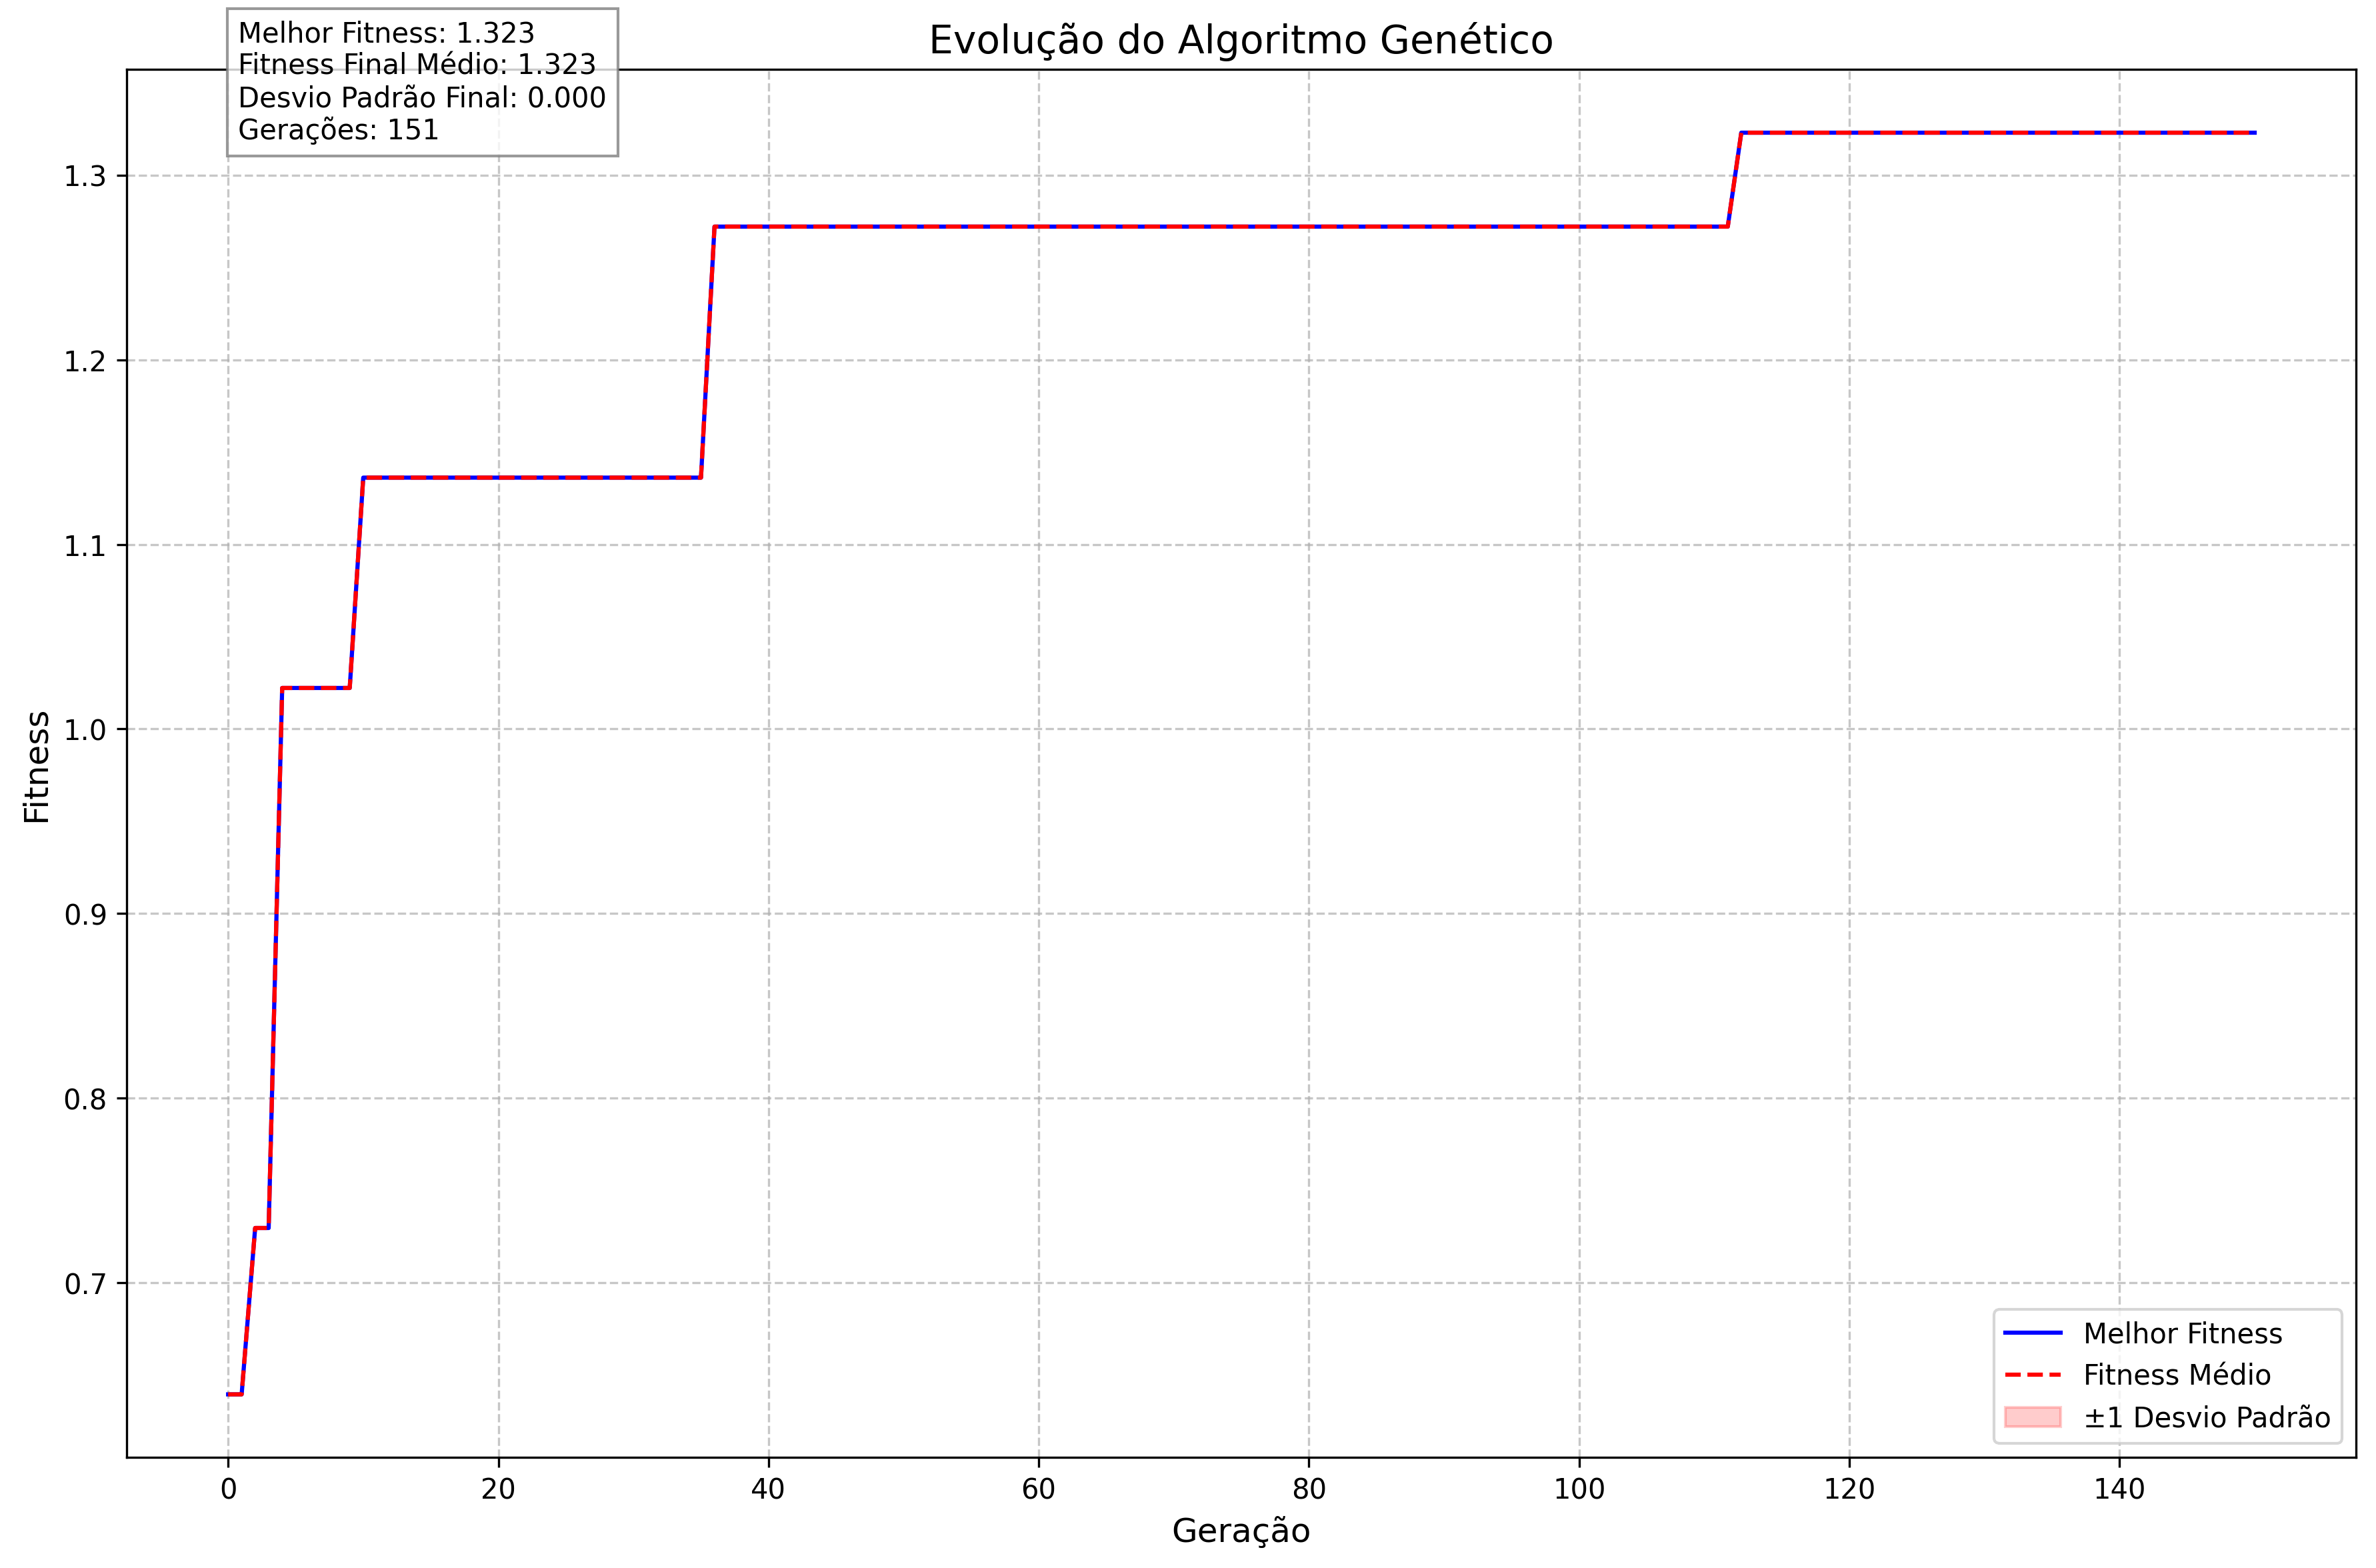 Evolução do Algoritmo Genético
Melhor Fitness: 1.323
Fitness Final Médio: 1.323
Desvio Padrão Final: 0.000
Gerações: 151
Fitness
1.3
1.2
1.1
1.0
0.9
0.8
0.7
0
20
40
60
80
100
120
140
Geração
Melhor Fitness
Fitness Médio
±1 Desvio Padrão